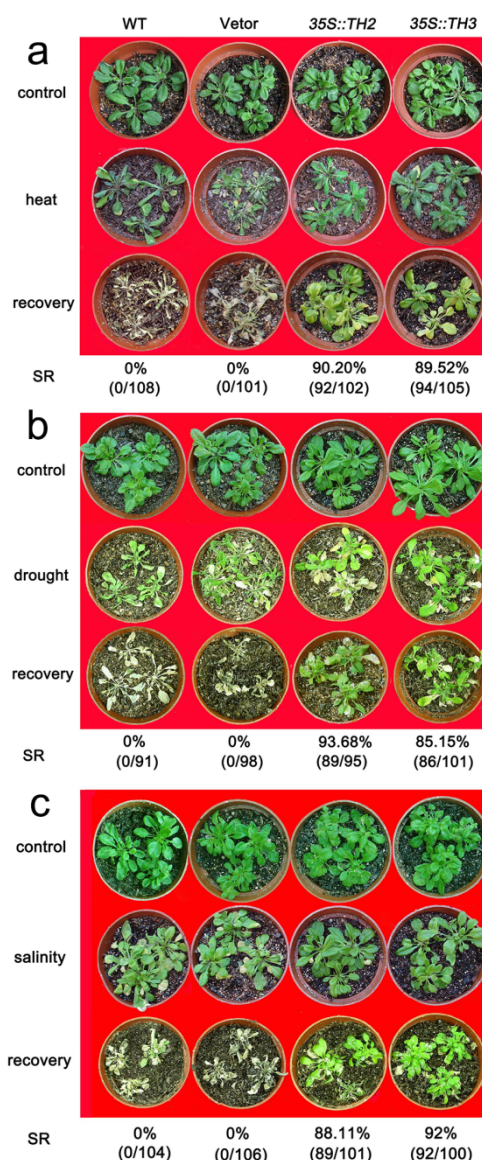 WT Vetor 35S::TH2 35S::TH3
a
control
heat
recovery
SR 0% 0% 90.20% 89.52%
(0/108) (0/101) (92/102) (94/105)
b
control
drought
recovery
SR 0% 0% 93.68% 85.15%
(0/91) (0/98) (89/95) (86/101)
c
control
salinity
recovery
SR 0% 0% 88.11% 92%
(0/104) (0/106) (89/101) (92/100)